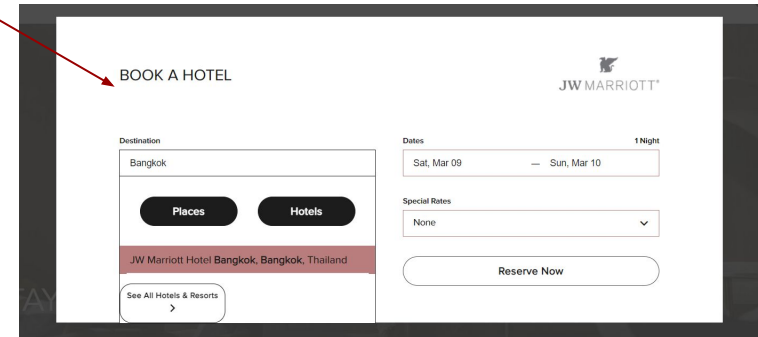 BOOK A HOTEL
JW MARRIOTT®
Destination
Bangkok
Places
Hotels
JW Marriott Hotel Bangkok, Bangkok, Thailand
See All Hotels & Resorts
Dates
1 Night
Sat, Mar 09 — Sun, Mar 10
Special Rates
None
Reserve Now